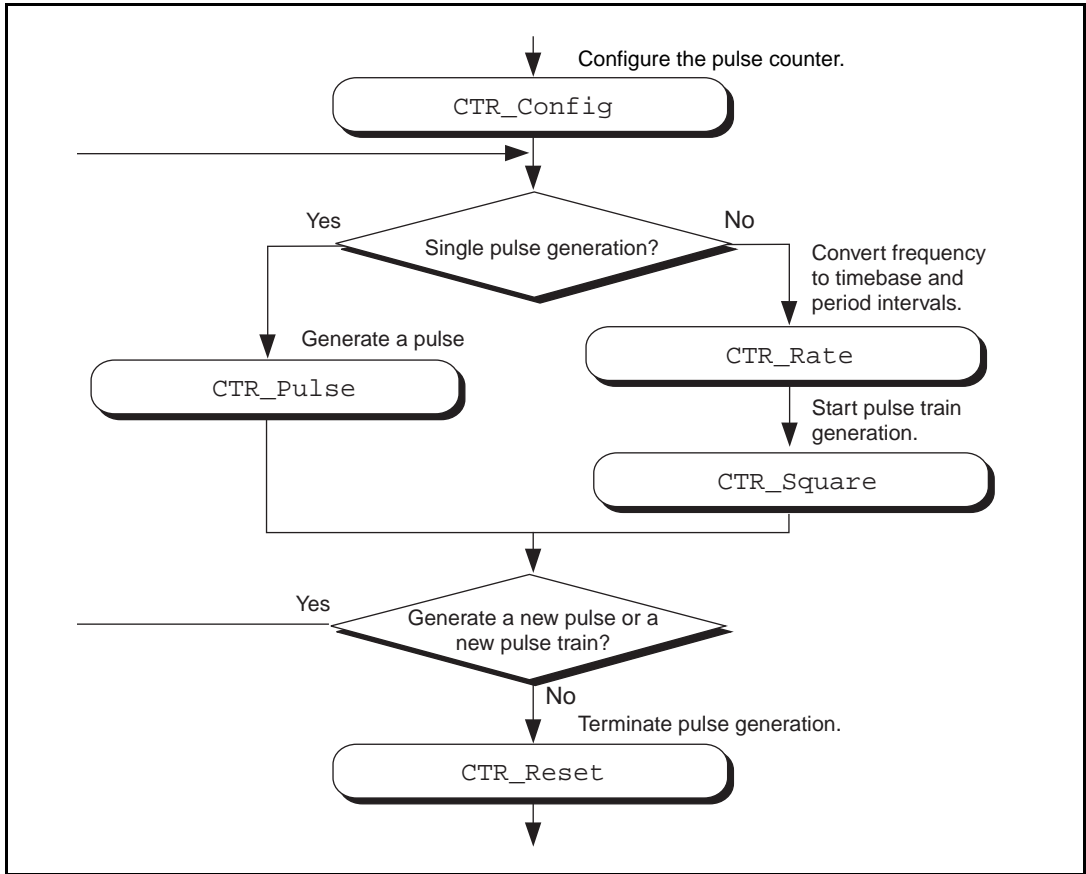 Configure the pulse counter.
CTR_Config
Yes
No
Single pulse generation?
Convert frequency
to timebase and
period intervals.
Generate a pulse
CTR_Rate
CTR_Pulse
Start pulse train
generation.
CTR_Square
Yes
Generate a new pulse or a
new pulse train?
No
Terminate pulse generation.
CTR_Reset